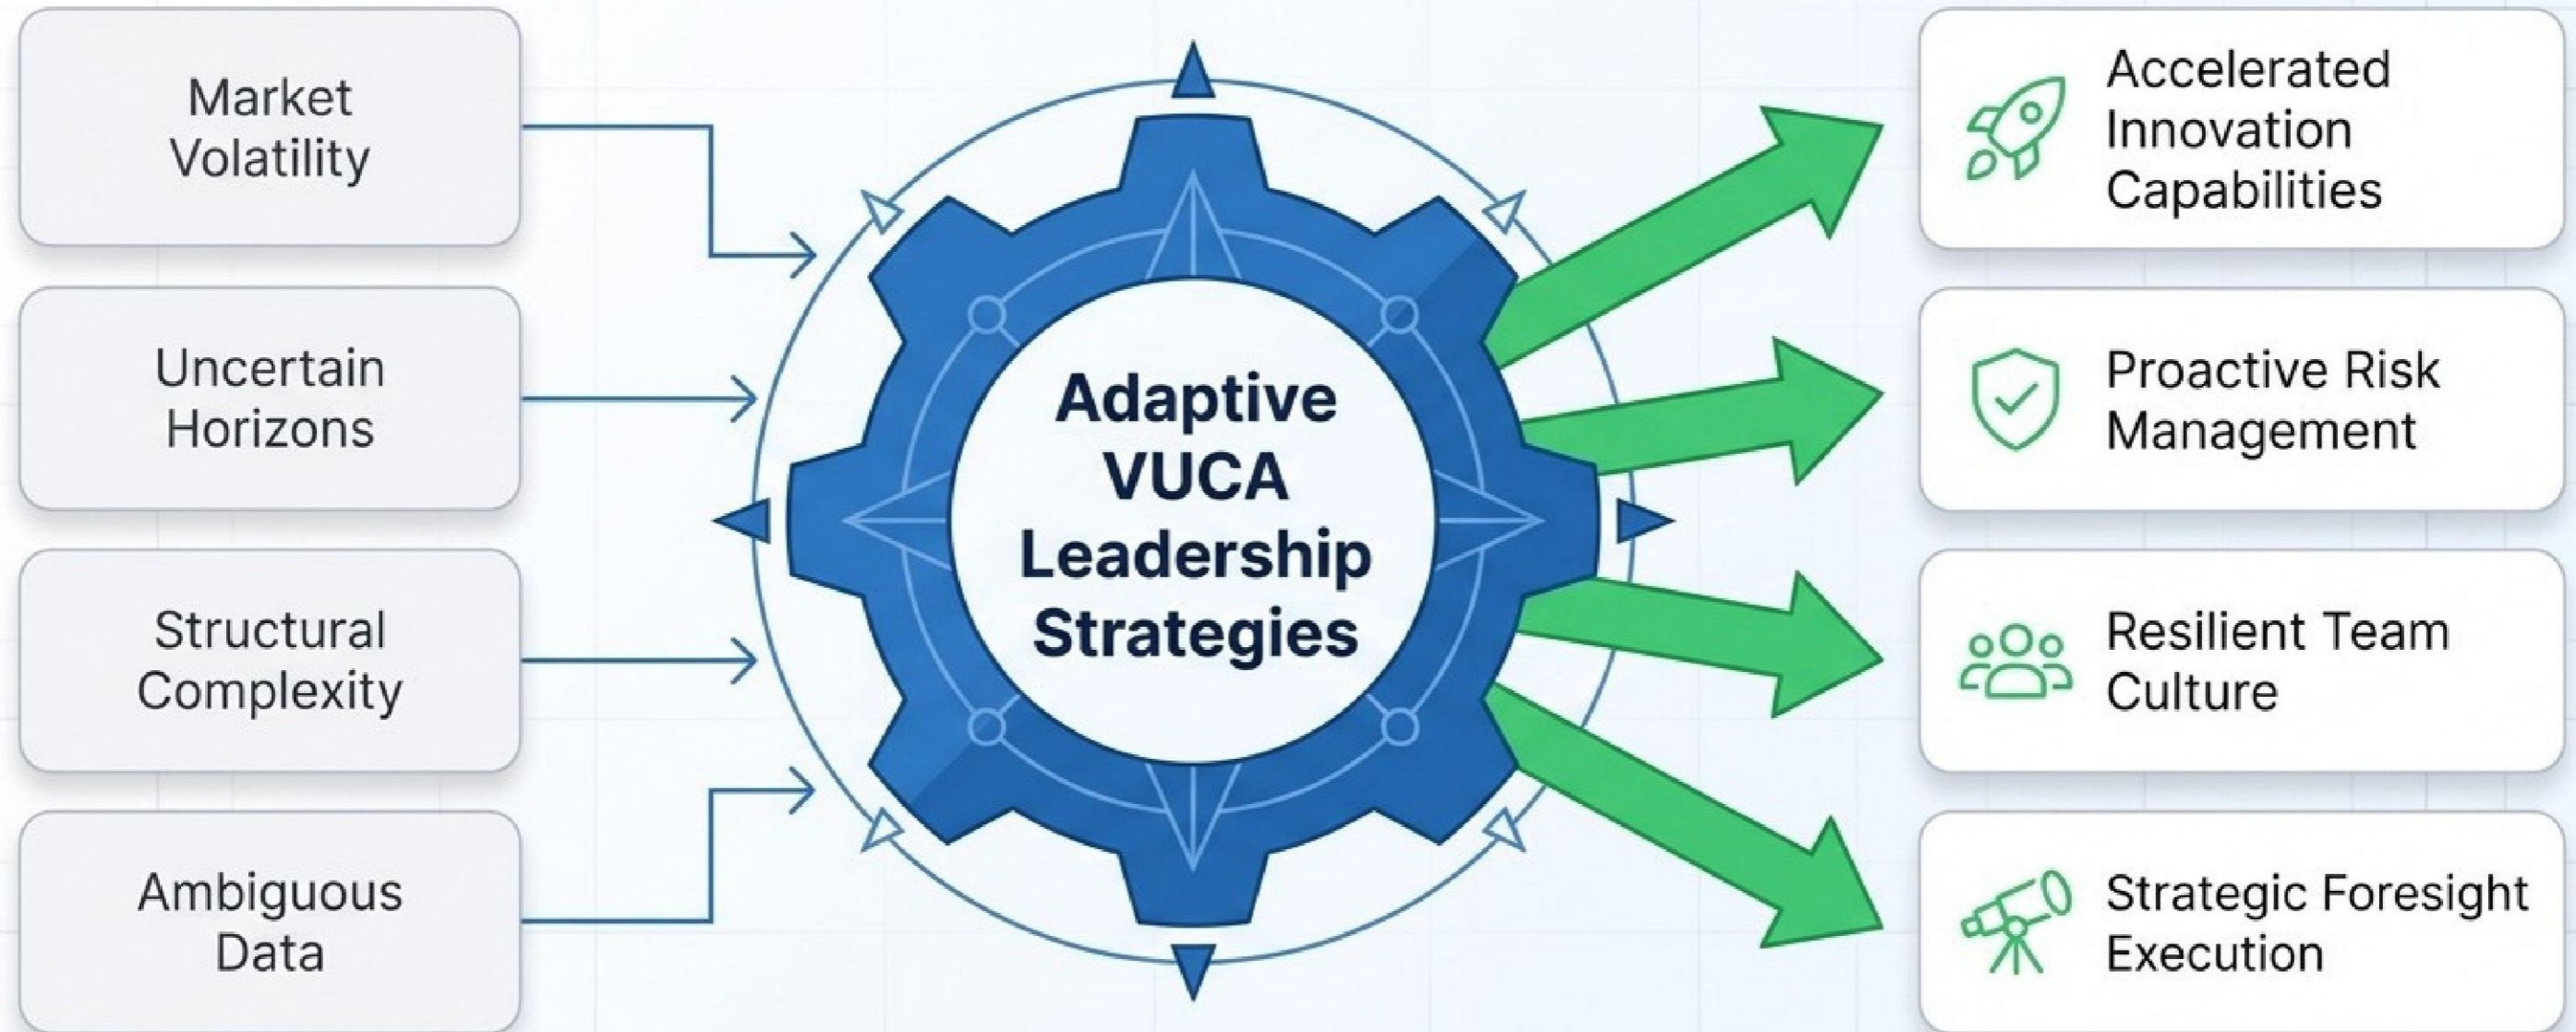 Market
Volatility
Uncertain
Horizons
Structural
Complexity
Ambiguous
Data
Adaptive
VUCA
Leadership
Strategies
Accelerated
Innovation
Capabilities
Proactive Risk
Management
Resilient Team
Culture
Strategic Foresight
Execution